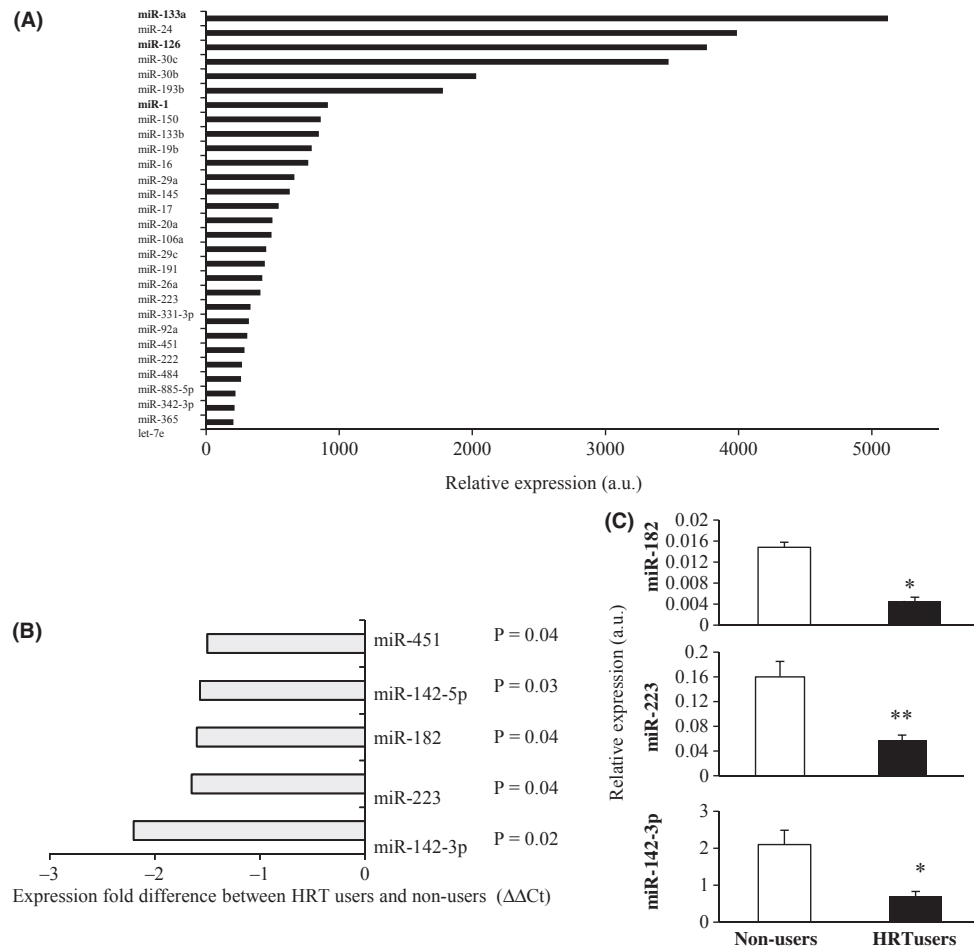 (A)
miR-133a
miR-24
miR-126
miR-30c
miR-30b
miR-193b
miR-1
miR-150
miR-133b
miR-19b
miR-16
miR-29a
miR-145
miR-17
miR-20a
miR-106a
miR-29c
miR-191
miR-26a
miR-223
miR-331-3p
miR-92a
miR-451
miR-222
miR-484
miR-885-5p
miR-342-3p
miR-365
let-7e
0 1000 2000 3000 4000 5000
Relative expression (a.u.)
(B)
miR-451 P = 0.04
miR-142-5p P = 0.03
miR-182 P = 0.04
miR-223 P = 0.04
miR-142-3p P = 0.02
–3 –2 –1 0
Expression fold difference between HRT users and non-users (ΔΔCt)
(C)
Relative expression (a.u.)
miR-182
0.02
0.016
0.012
0.008
0.004
0
*
miR-223
0.2
0.16
0.12
0.08
0.04
0
**
miR-142-3p
3
2
1
0
*
Non-users HRTusers